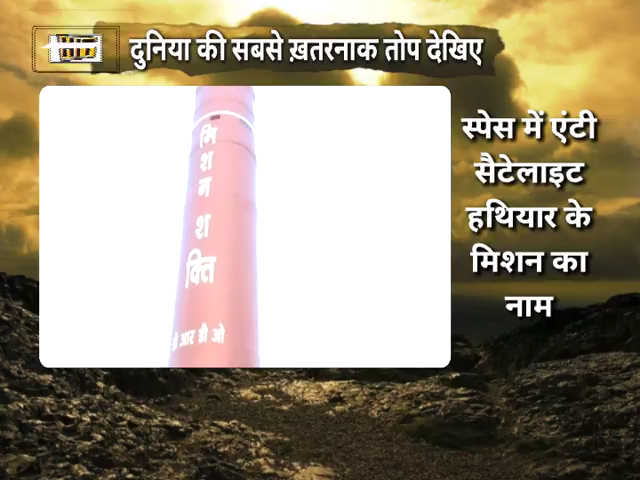 दुनिया की सबसे ख़तरनाक तोप देखिए
मि
श
न
श
क्ति
आर डी ओ
स्पेस में एंटी
सैटेलाइट
हथियार के
मिशन का
नाम